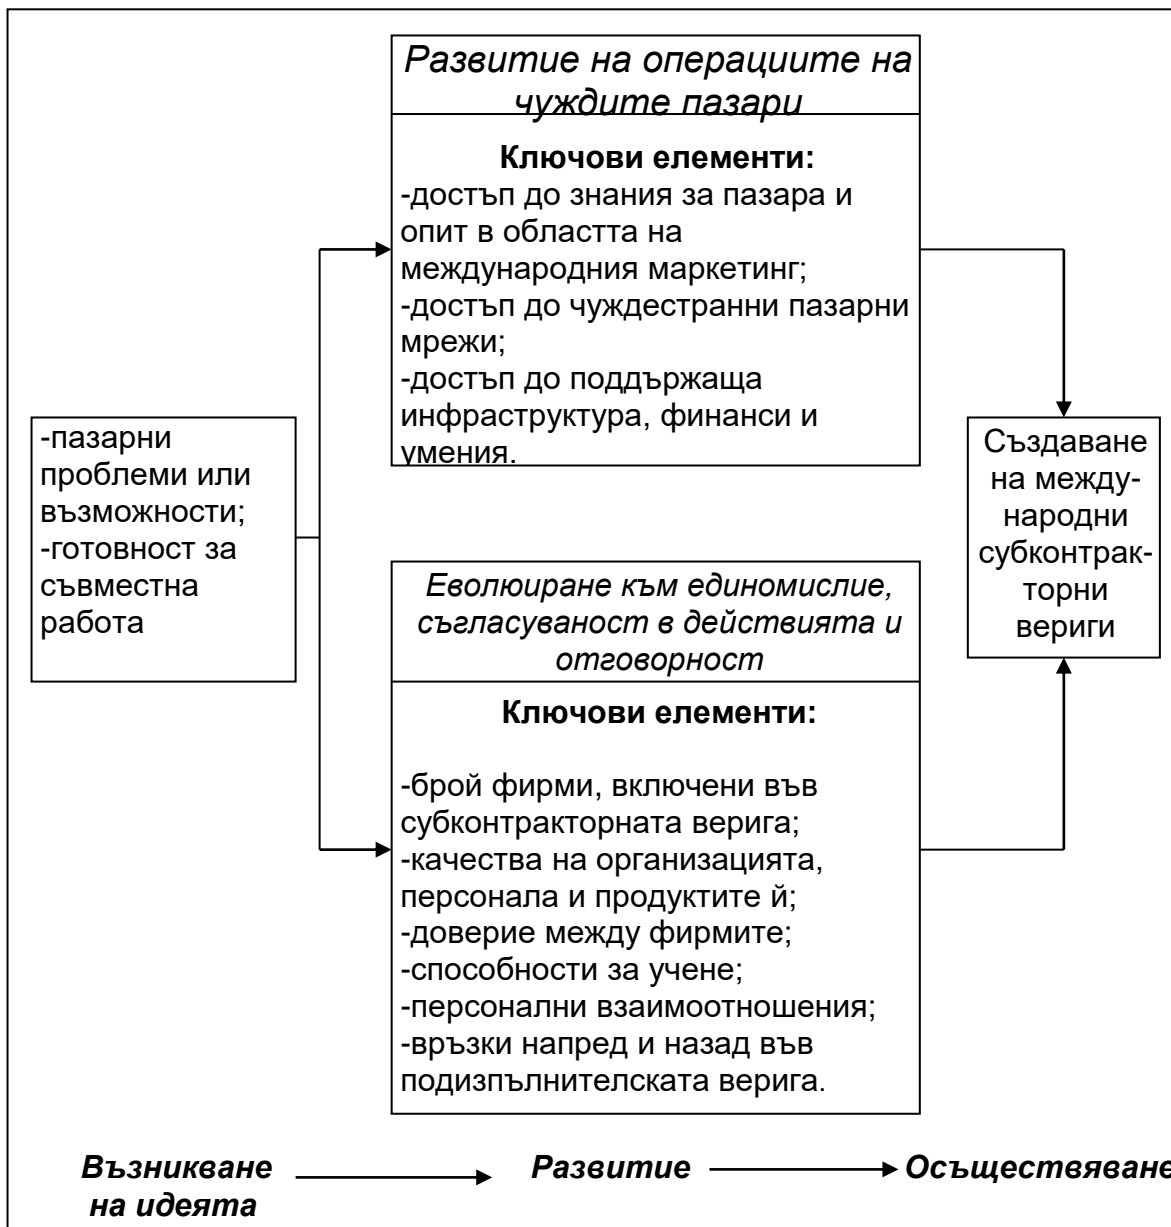 Развитие на операциите на
чуждите пазари
Ключови елементи:
-достъп до знания за пазара и
опит в областта на
международния маркетинг;
-достъп до чуждестранни пазарни
мрежи;
-достъп до поддържаща
инфраструктура, финанси и
умения.
-пазарни
проблеми или
възможности;
-готовност за
съвместна
работа
Създаване
на между-
народни
субконтрак-
торни
вериги
Еволюиране към единомислие,
съгласуваност в действията и
отговорност
Ключови елементи:
-брой фирми, включени във
субконтракторната верига;
-качества на организацията,
персонала и продуктите й;
-доверие между фирмите;
-способности за учене;
-персонални взаимоотношения;
-връзки напред и назад във
подизпълнителската верига.
Възникване
на идеята
Развитие
Осъществяване